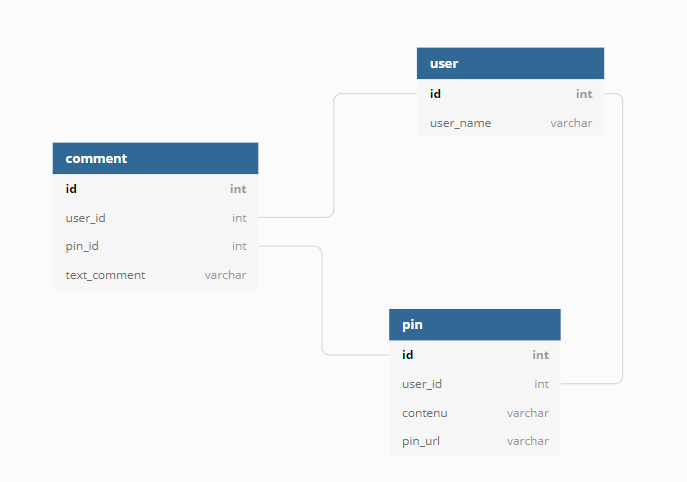 user
id int
user_name varchar
comment
id int
user_id int
pin_id int
text_comment varchar
pin
id int
user_id int
contenu varchar
pin_url varchar